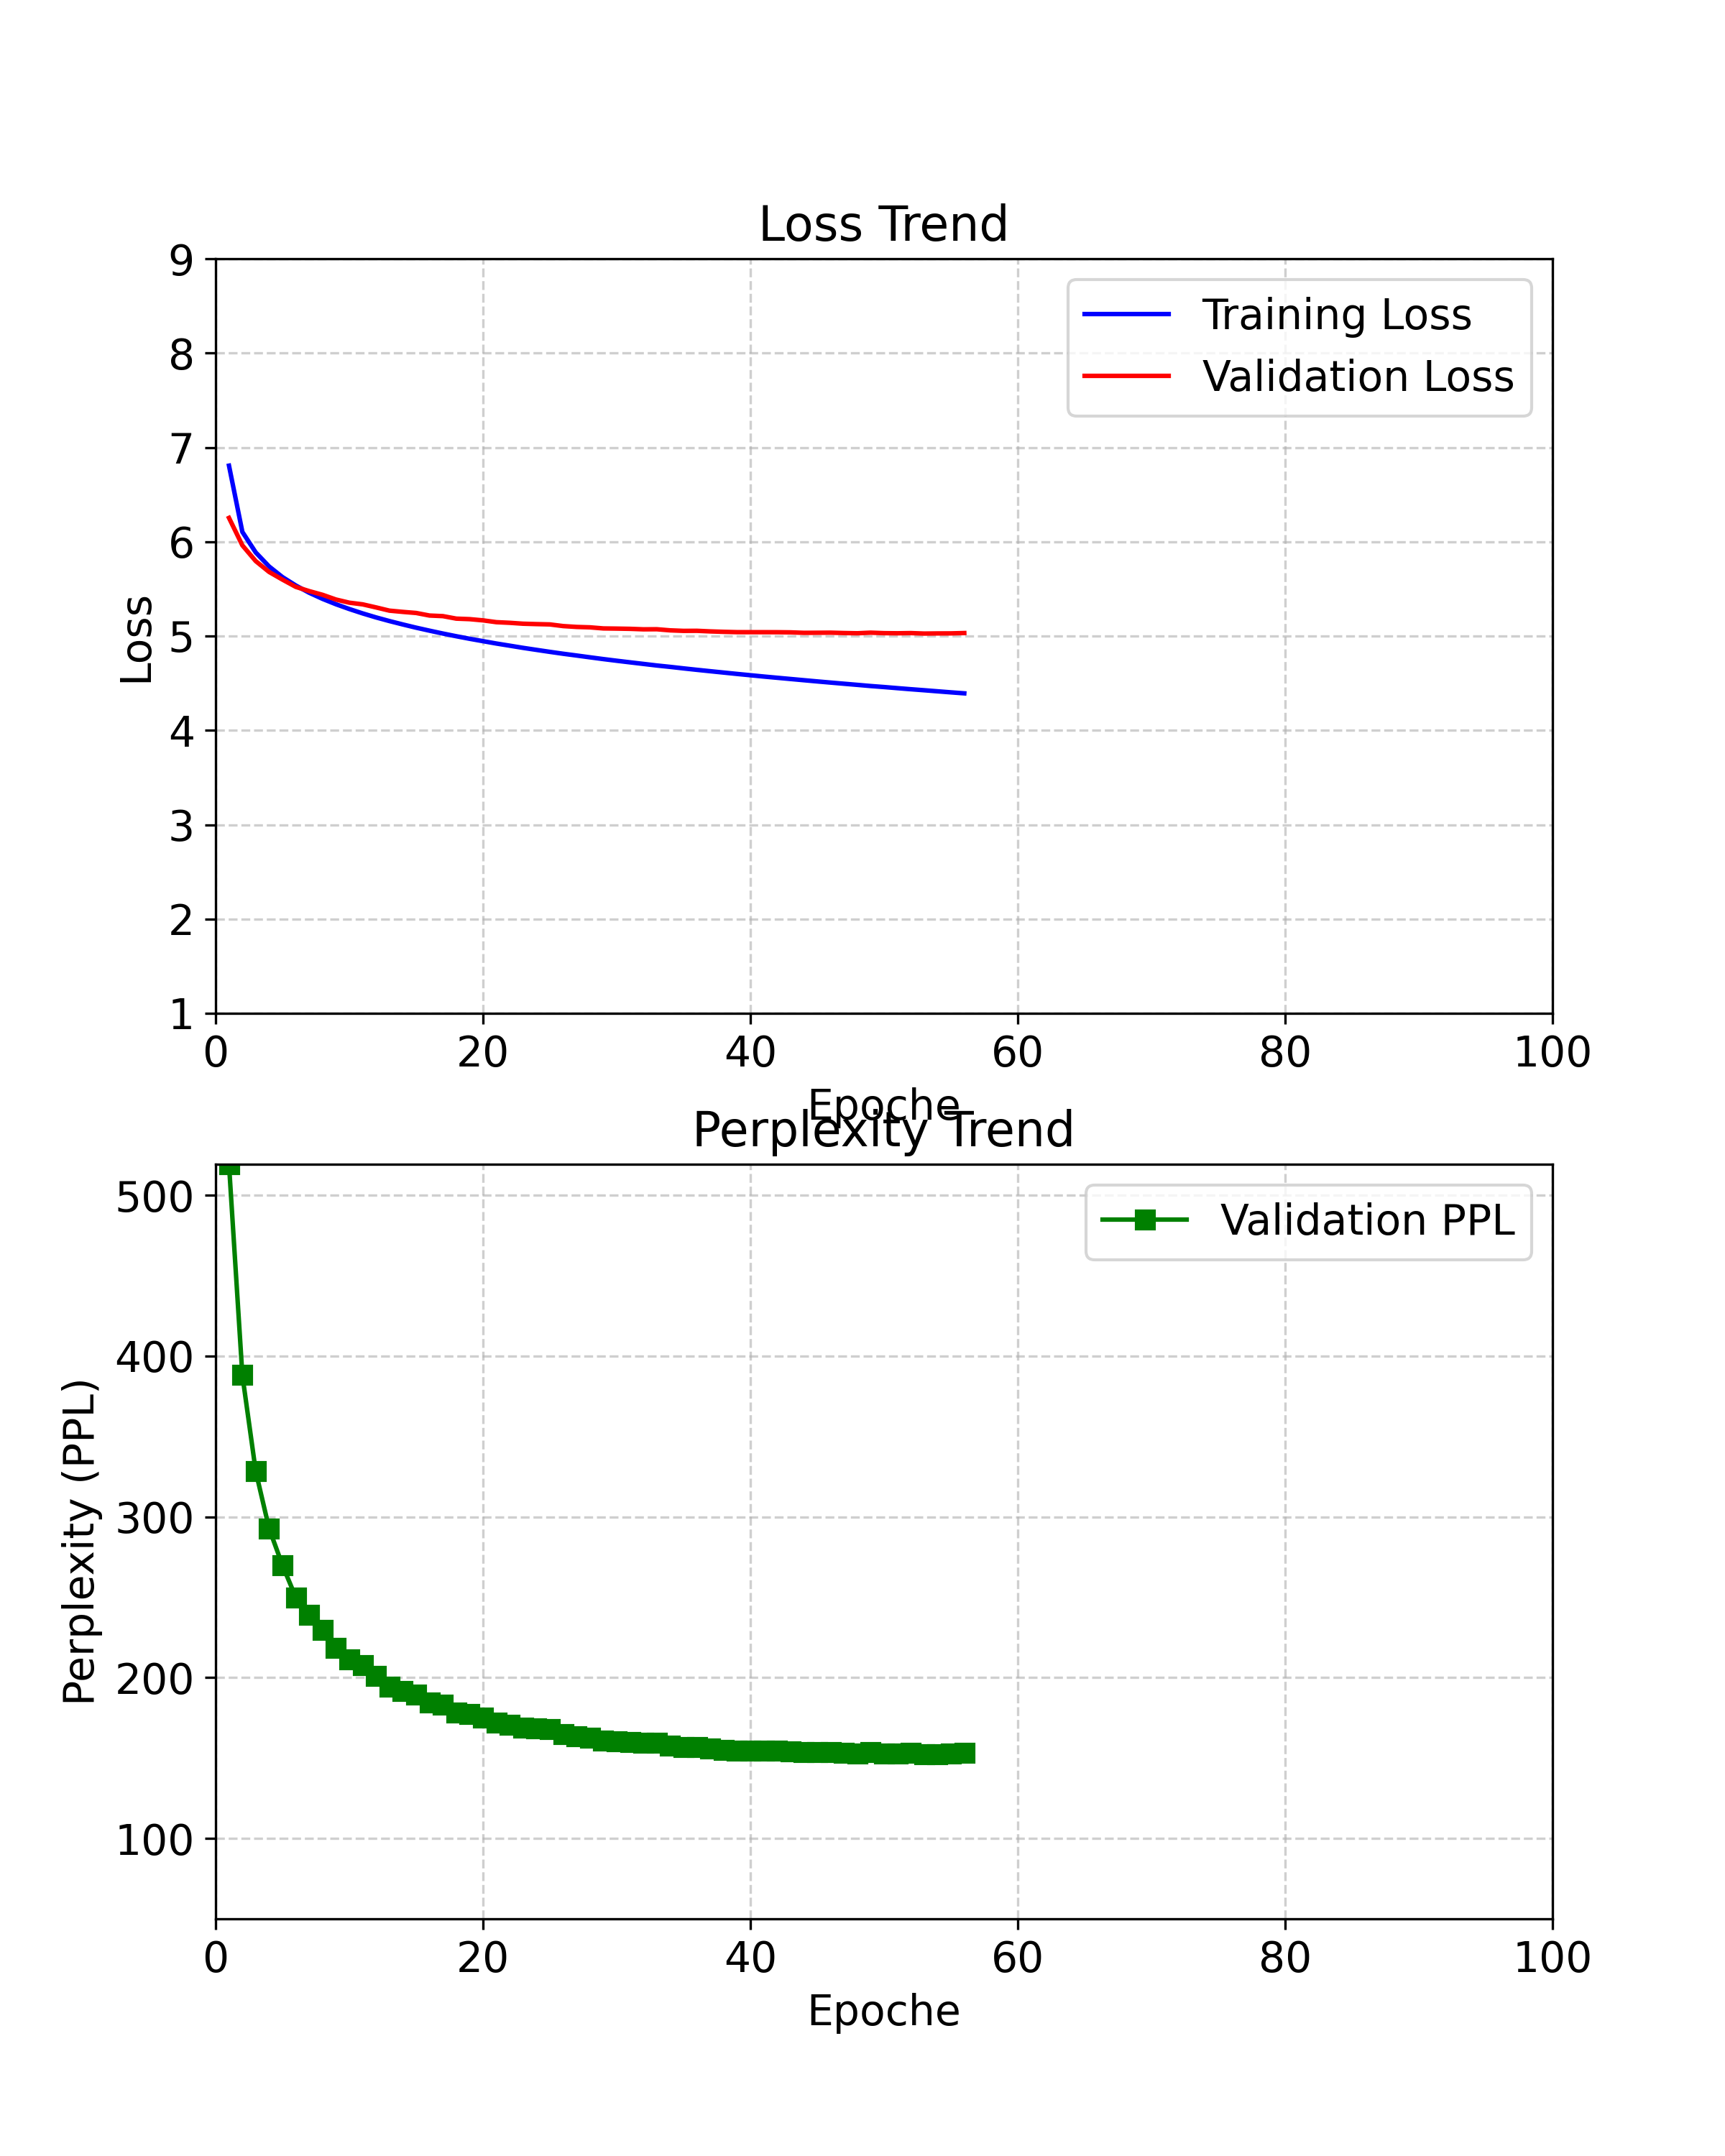 Loss Trend
9
8
7
6
5
4
3
2
1
Loss
Training Loss
Validation Loss
0 20 40 60 80 100
Epoche
Perplexity Trend
500
400
300
200
100
Perplexity (PPL)
Validation PPL
0 20 40 60 80 100
Epoche